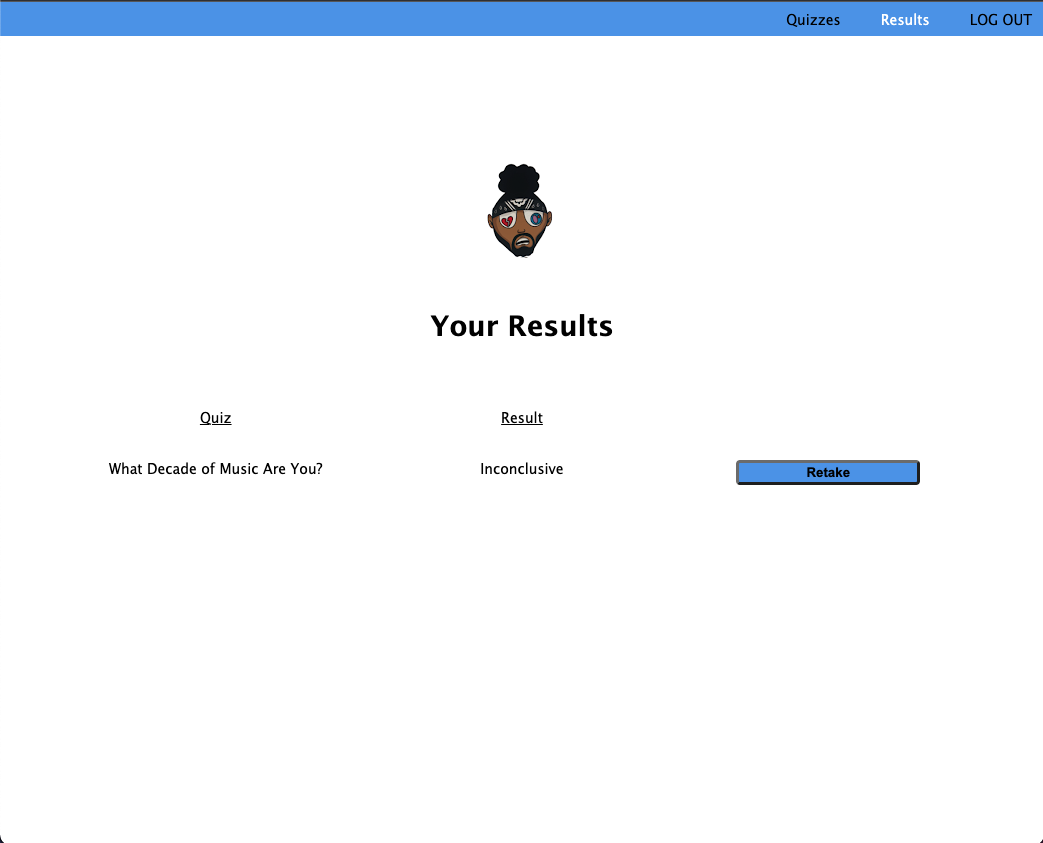 Quizzes Results LOG OUT
Your Results
Quiz Result
What Decade of Music Are You? Inconclusive Retake